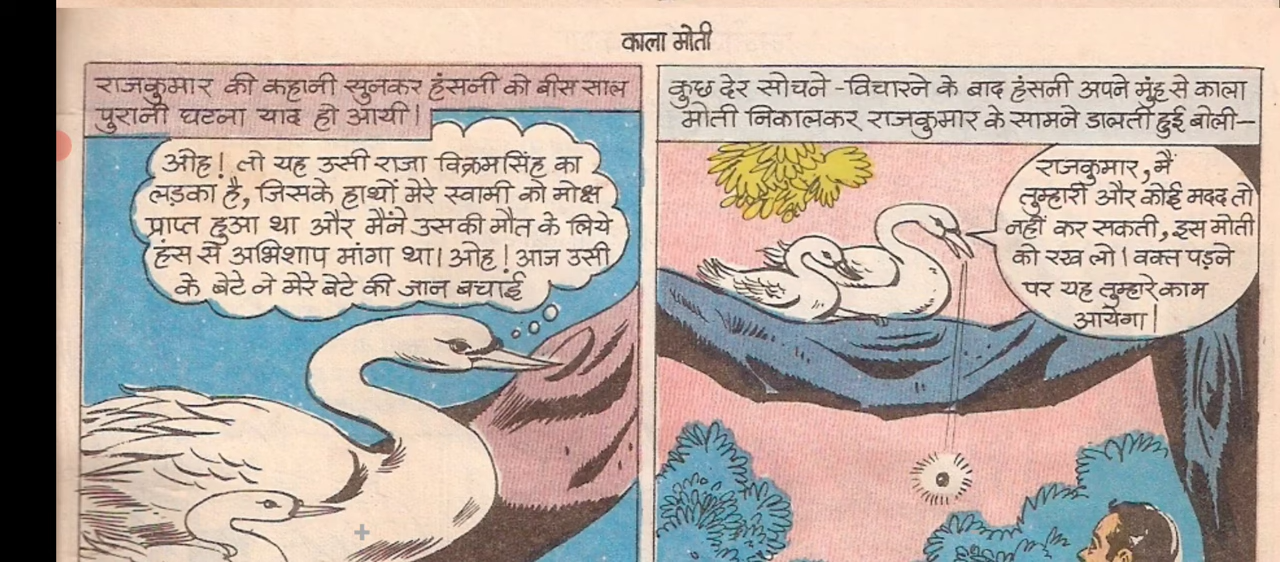 काला मोती
राजकुमार की कहानी सुनकर हंसनी को बीस साल
पुरानी घटना याद हो आयी।
ओह! तो यह उसी राजा विक्रमसिंह का
लड़का है, जिसके हाथों मेरे स्वामी को मोक्ष
प्राप्त हुआ था और मैंने उसकी मौत के लिये
हंस से अभिशाप मांगा था। ओह! आज उसी
के बेटे ने मेरे बेटे की जान बचाई
कुछ देर सोचने-विचारने के बाद हंसनी अपने मुंह से काला
मोती निकालकर राजकुमार के सामने डालती हुई बोली—
राजकुमार, मैं
तुम्हारी और कोई मदद तो
नहीं कर सकती, इस मोती
को रख लो। वक्त पड़ने
पर यह तुम्हारे काम
आयेगा।